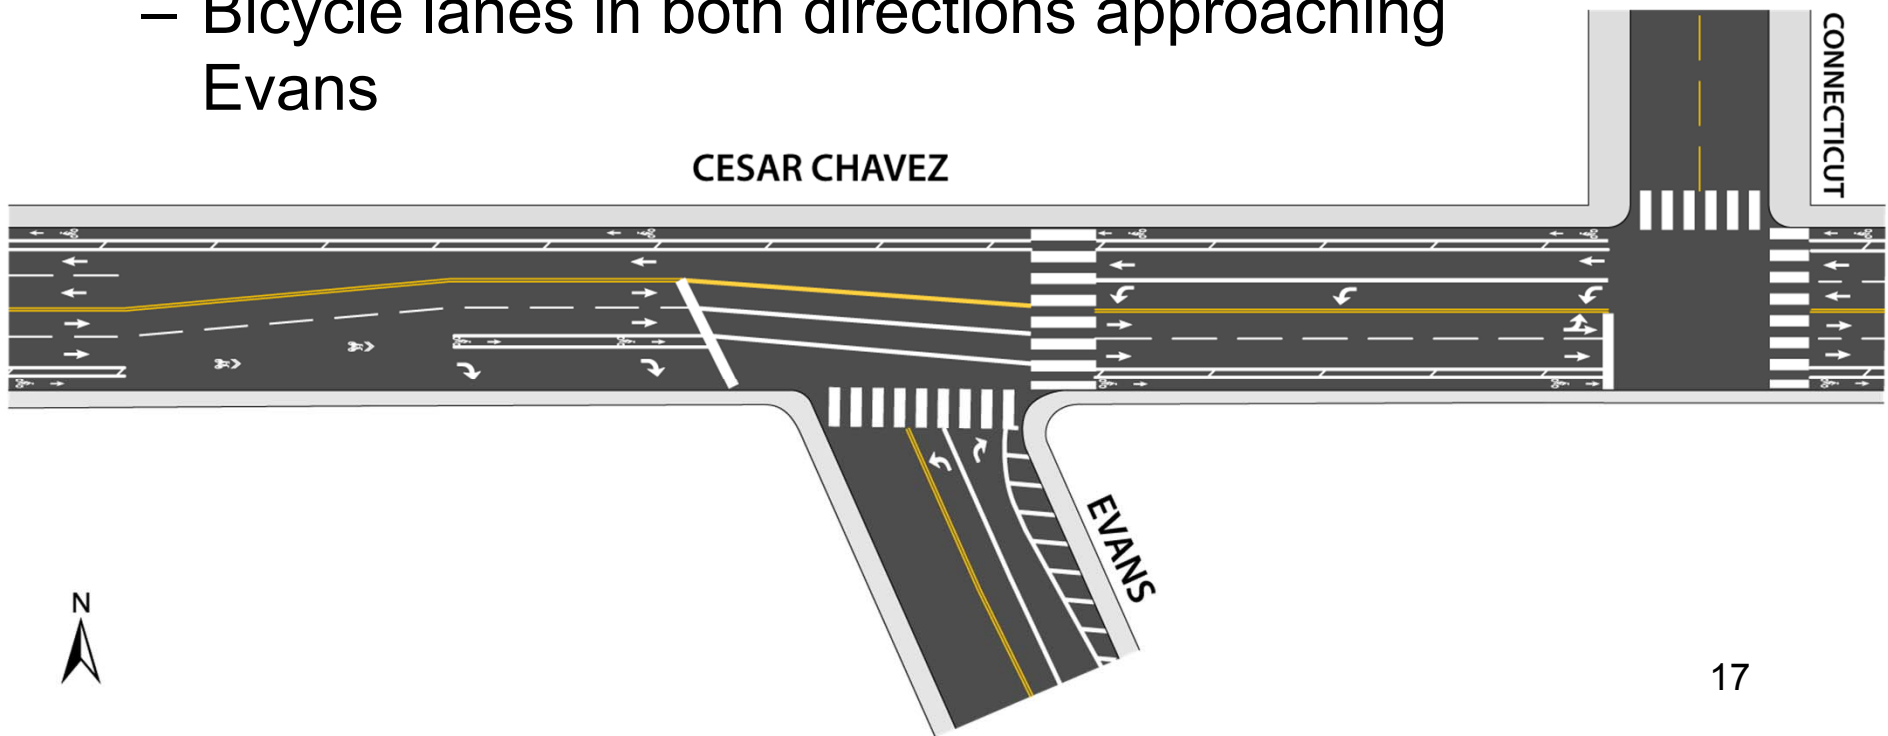 – Bicycle lanes in both directions approaching
Evans
CONNECTICUT
CESAR CHAVEZ
EVANS
N
17